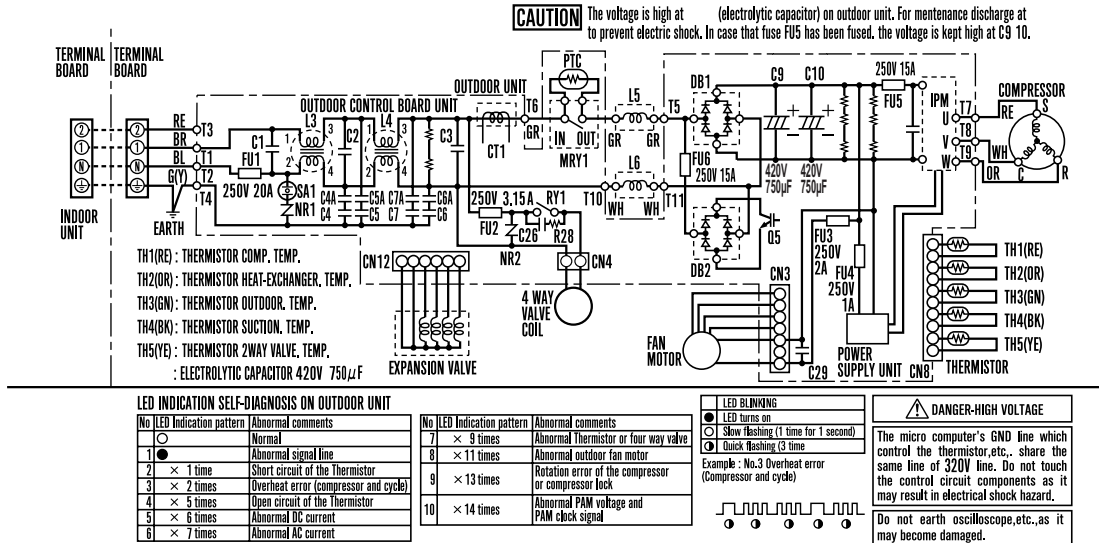 CAUTION The voltage is high at (electrolytic capacitor) on outdoor unit. For mentenance discharge at
to prevent electric shock. In case that fuse FU5 has been fused. the voltage is kept high at C9 10.
TERMINAL BOARD
TERMINAL BOARD
OUTDOOR UNIT
OUTDOOR CONTROL BOARD UNIT
PTC
T6
GR
IN OUT
MRY1
L5
GR GR
T5
DB1
C9
C10
250V 15A
FU5
IPM
U
V
W
T7
T8
T9
RE
WH
OR
COMPRESSOR
S
C
R
2
1
N
2
1
N
RE
BR
BL
G(Y)
T3
T1
T2
T4
C1
FU1
250V 20A
SA1
NR1
L3
1
2
3
4
C2
L4
1
2
3
4
C3
CT1
C4A
C4
C5A
C5
C7A
C7
C6A
C6
250V 3.15A
FU2
RY1
C26
R28
NR2
T10
L6
WH WH
T11
FU6
250V 15A
420V
750μF
420V
750μF
DB2
Q5
INDOOR
UNIT
EARTH
CN12
CN4
EXPANSION VALVE
4 WAY
VALVE
COIL
FAN
MOTOR
CN3
C29
FU3
250V
2A
FU4
250V
1A
POWER
SUPPLY UNIT
CN8
THERMISTOR
TH1(RE)
TH2(OR)
TH3(GN)
TH4(BK)
TH5(YE)
TH1(RE) : THERMISTOR COMP. TEMP.
TH2(OR) : THERMISTOR HEAT-EXCHANGER. TEMP.
TH3(GN) : THERMISTOR OUTDOOR. TEMP.
TH4(BK) : THERMISTOR SUCTION. TEMP.
TH5(YE) : THERMISTOR 2WAY VALVE. TEMP.
: ELECTROLYTIC CAPACITOR 420V 750μF
LED INDICATION SELF-DIAGNOSIS ON OUTDOOR UNIT
No LED Indication pattern Abnormal comments
○ Normal
1 ● Abnormal signal line
2 × 1 time Short circuit of the Thermistor
3 × 2 times Overheat error (compressor and cycle)
4 × 5 times Open circuit of the Thermistor
5 × 6 times Abnormal DC current
6 × 7 times Abnormal AC current
No LED Indication pattern Abnormal comments
7 × 9 times Abnormal Thermistor or four way valve
8 × 11 times Abnormal outdoor fan motor
9 × 13 times Rotation error of the compressor
or compressor lock
10 × 14 times Abnormal PAM voltage and
PAM clock signal
LED BLINKING
● LED turns on
○ Slow flashing (1 time for 1 second)
◑ Quick flashing (3 time
Example : No.3 Overheat error
(Compressor and cycle)
DANGER-HIGH VOLTAGE
The micro computer's GND line which
control the thermistor,etc,. share the
same line of 320V line. Do not touch
the control circuit components as it
may result in electrical shock hazard.
Do not earth oscilloscope,etc.,as it
may become damaged.